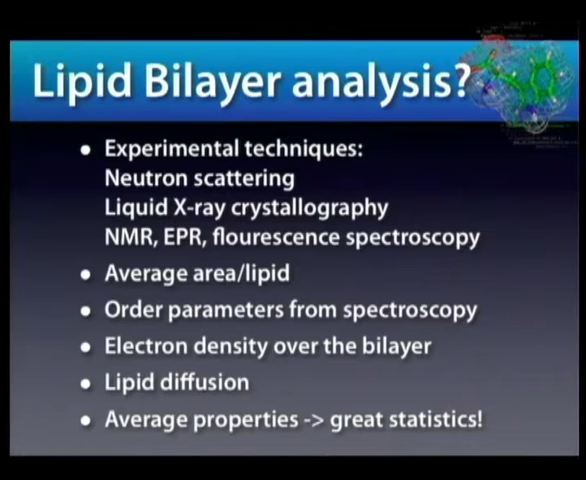 Lipid Bilayer analysis?
• Experimental techniques:
Neutron scattering
Liquid X-ray crystallography
NMR, EPR, flourescence spectroscopy
• Average area/lipid
• Order parameters from spectroscopy
• Electron density over the bilayer
• Lipid diffusion
• Average properties -> great statistics!